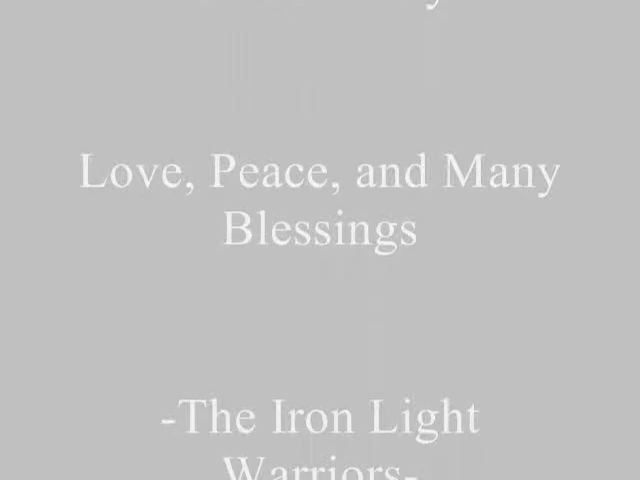 Love, Peace, and Many
Blessings
-The Iron Light
Warriors-